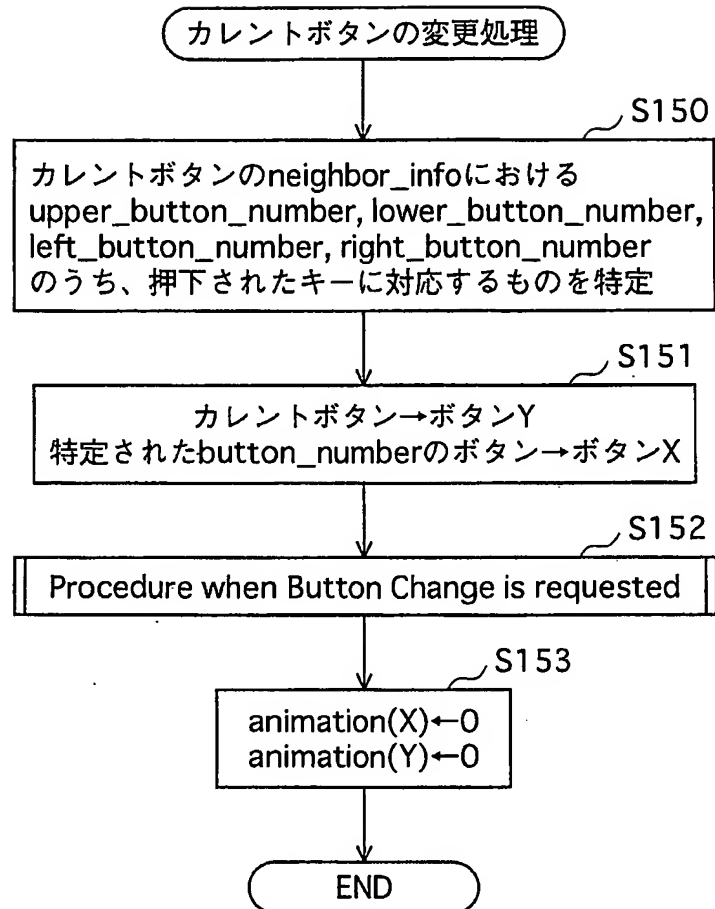 カレントボタンの変更処理
S150
カレントボタンのneighbor_infoにおける
upper_button_number, lower_button_number,
left_button_number, right_button_number
のうち、押下されたキーに対応するものを特定
S151
カレントボタン→ボタンY
特定されたbutton_numberのボタン→ボタンX
S152
Procedure when Button Change is requested
S153
animation(X)←0
animation(Y)←0
END